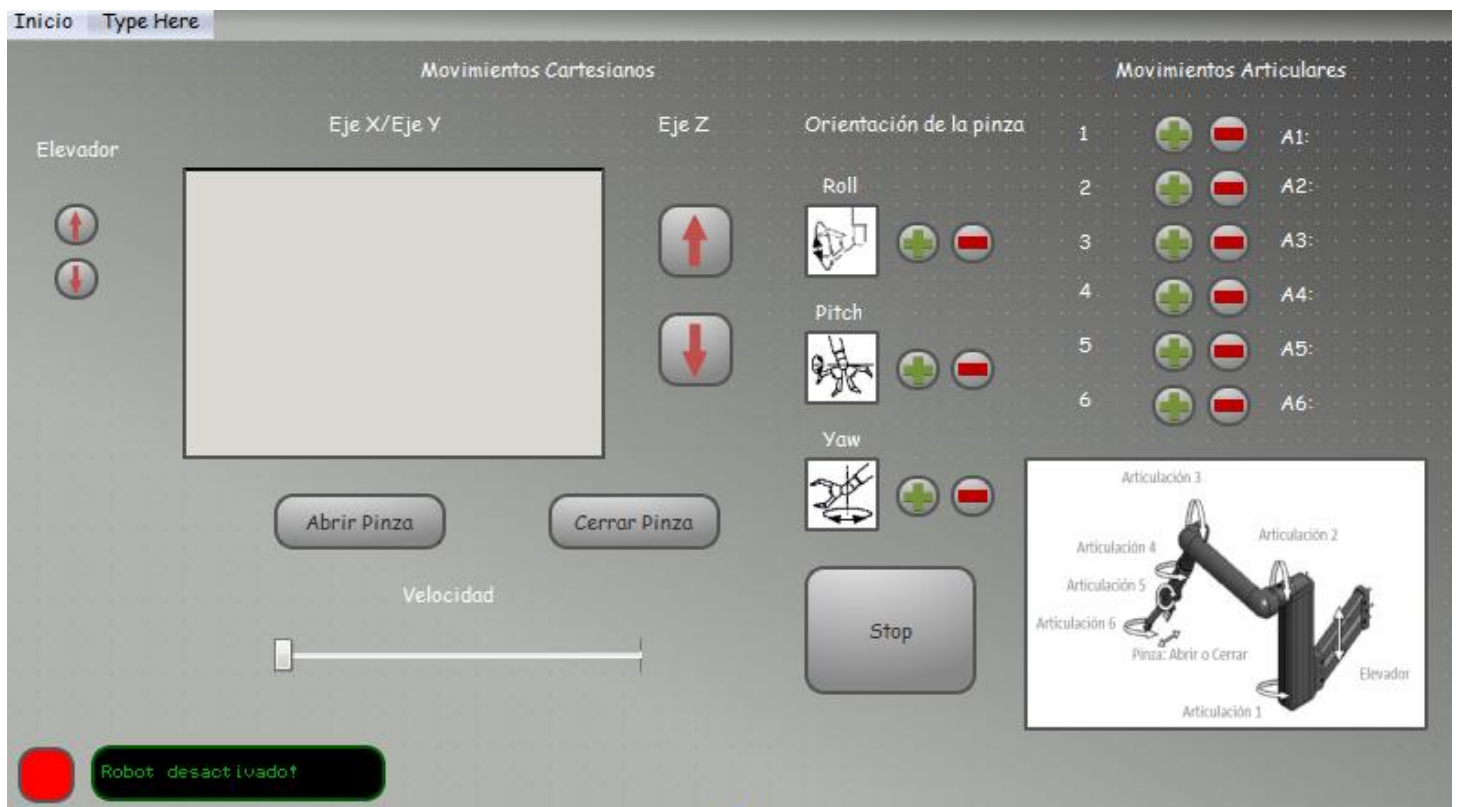 Inicio Type Here
Movimientos Cartesianos
Movimientos Articulares
Elevador
Eje X/Eje Y
Eje Z
Orientación de la pinza
Roll
Pitch
Yaw
1 A1:
2 A2:
3 A3:
4 A4:
5 A5:
6 A6:
Abrir Pinza
Cerrar Pinza
Velocidad
Stop
Articulación 3
Articulación 2
Articulación 4
Articulación 5
Articulación 6
Pinza: Abrir o Cerrar
Elevador
Articulación 1
Robot desactivado!